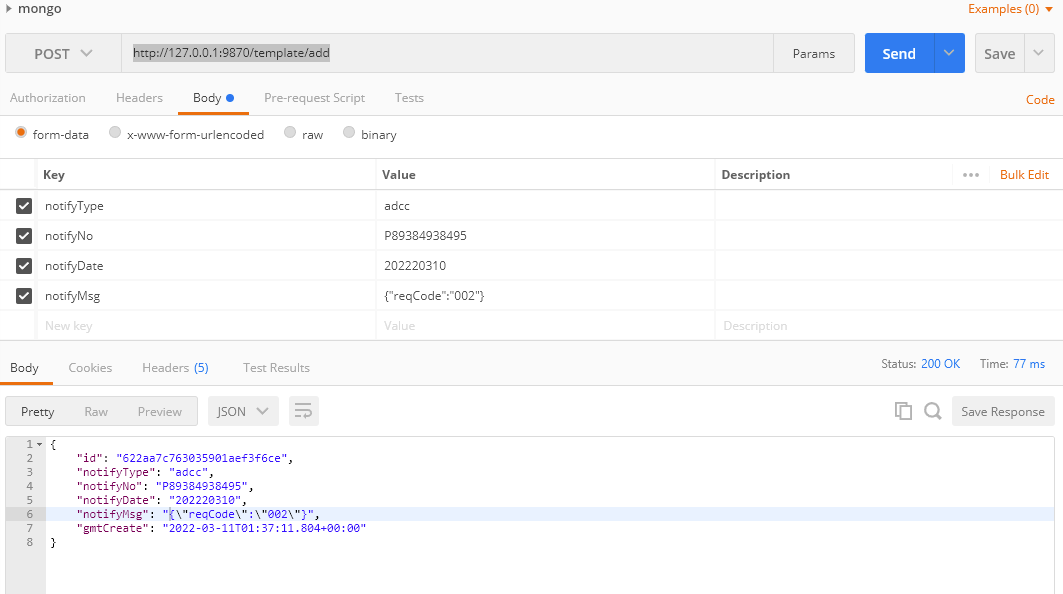 mongo
Examples (0)
POST http://127.0.0.1:9870/template/add Params Send Save
Authorization Headers Body Pre-request Script Tests Code
form-data x-www-form-urlencoded raw binary
Key Value Description ••• Bulk Edit
notifyType adcc
notifyNo P89384938495
notifyDate 202220310
notifyMsg {"reqCode":"002"}
New key Value Description
Body Cookies Headers (5) Test Results Status: 200 OK Time: 77 ms
Pretty Raw Preview JSON Save Response
1 {
2 "id": "622aa7c763035901aef3f6ce",
3 "notifyType": "adcc",
4 "notifyNo": "P89384938495",
5 "notifyDate": "202220310",
6 "notifyMsg": "{\"reqCode\":\"002\"}",
7 "gmtCreate": "2022-03-11T01:37:11.804+00:00"
8 }